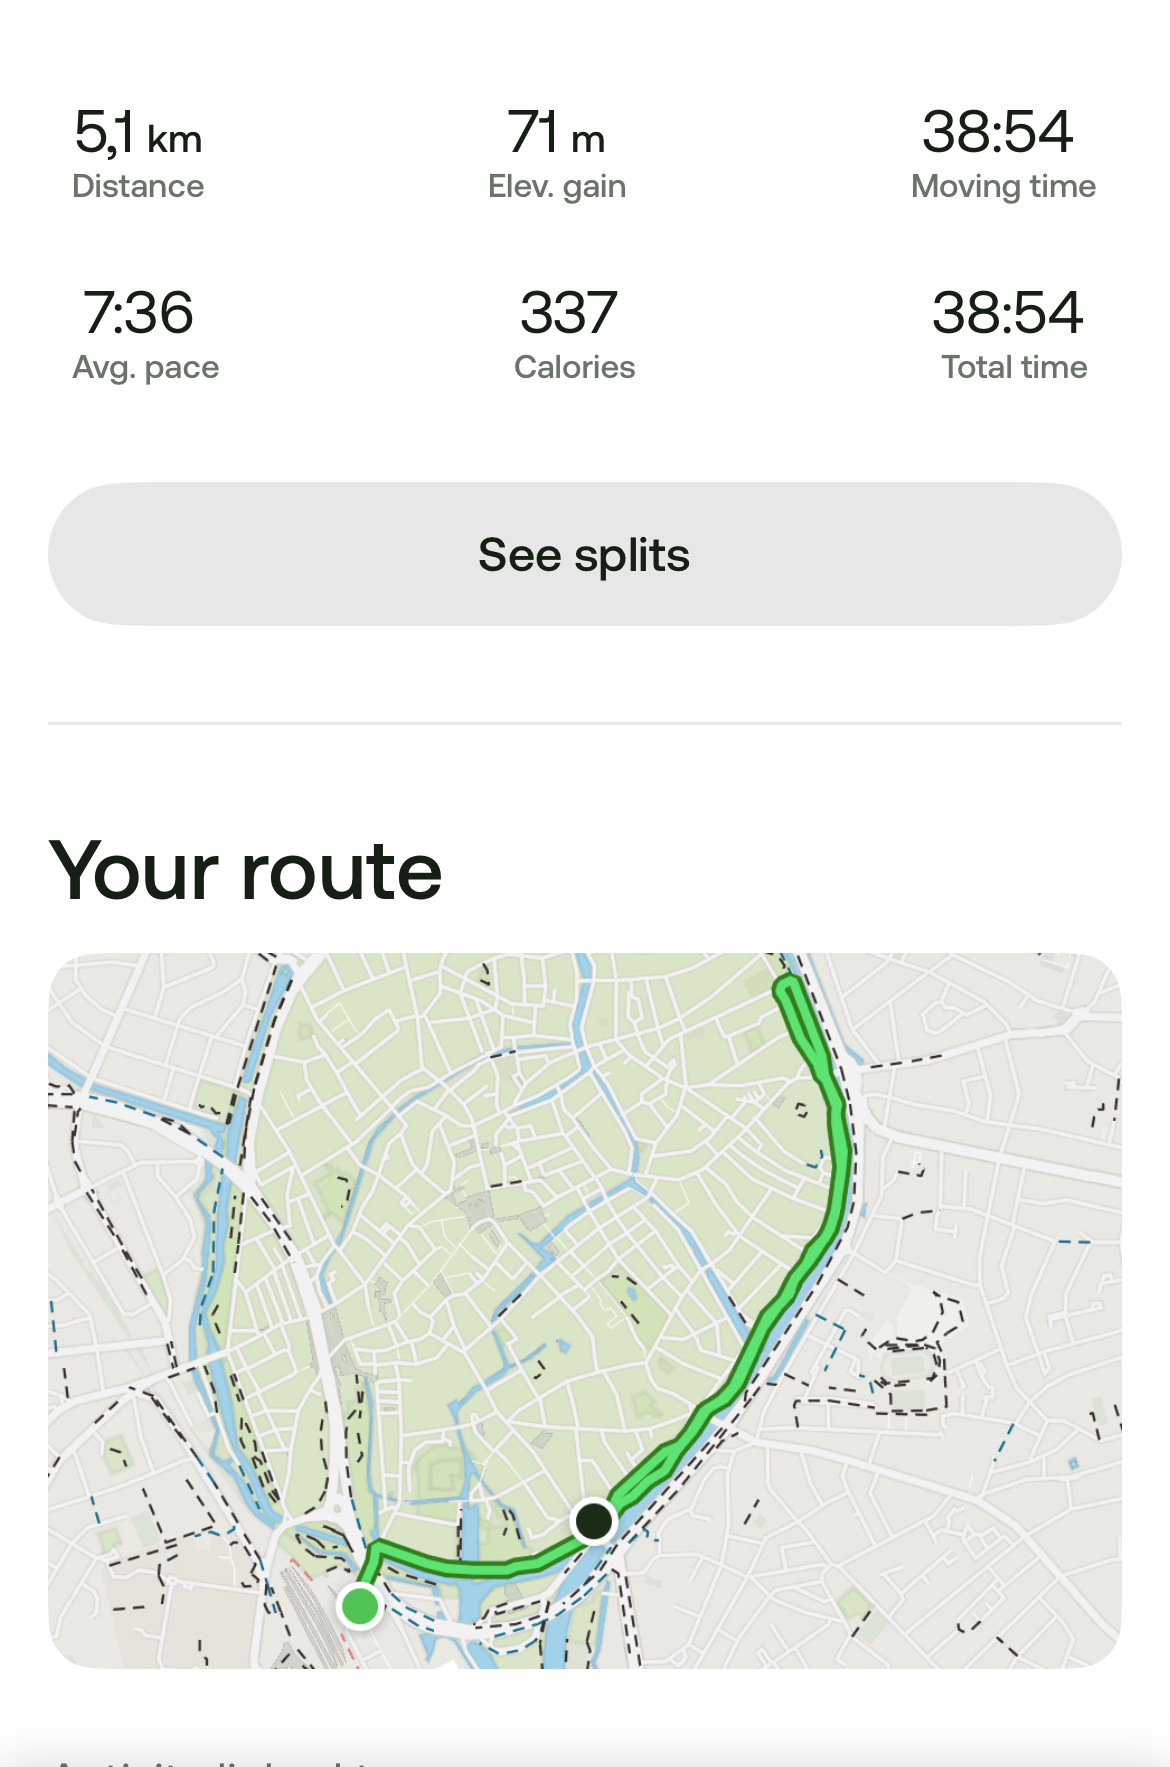 5,1 km
71 m
38:54
Distance
Elev. gain
Moving time
7:36
337
38:54
Avg. pace
Calories
Total time
See splits
Your route